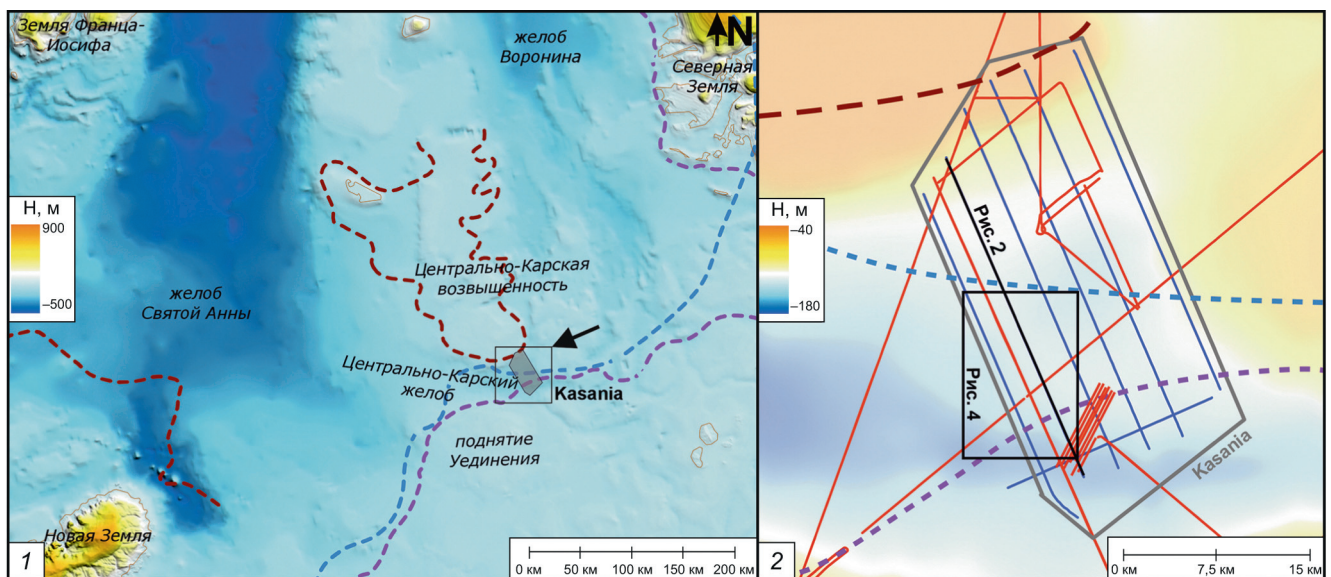 Земля Франца-
Иосифа
желоб
Воронина
N
Северная
Земля
H, м
900
–500
желоб
Святой Анны
Центрально-Карская
возвышенность
Центрально-Карский
желоб
Kasania
поднятие
Уединения
Новая Земля
1
0 км
50 км
100 км
150 км
200 км
H, м
–40
–180
Рис. 2
Рис. 4
Kasania
2
0 км
7,5 км
15 км